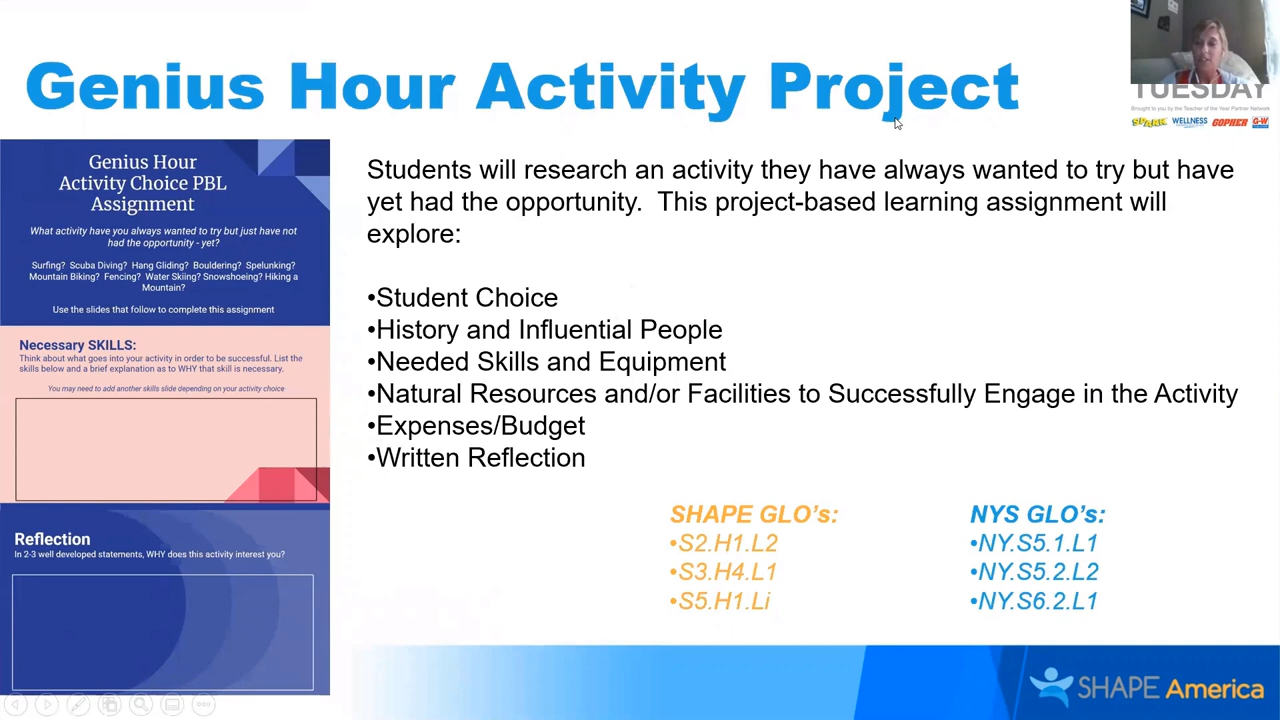 Genius Hour Activity Project
TUESDAY
Brought to you by the Teacher of the Year Partner Network
SPARK WELLNESS GOPHER G-W
Genius Hour
Activity Choice PBL
Assignment
What activity have you always wanted to try but just have not
had the opportunity - yet?
Surfing? Scuba Diving? Hang Gliding? Bouldering? Spelunking?
Mountain Biking? Fencing? Water Skiing? Snowshoeing? Hiking a
Mountain?
Use the slides that follow to complete this assignment
Necessary SKILLS:
Think about what goes into your activity in order to be successful. List the
skills below and a brief explanation as to WHY that skill is necessary.
You may need to add another skills slide depending on your activity choice
Reflection
In 2-3 well developed statements, WHY does this activity interest you?
Students will research an activity they have always wanted to try but have
yet had the opportunity. This project-based learning assignment will
explore:
•Student Choice
•History and Influential People
•Needed Skills and Equipment
•Natural Resources and/or Facilities to Successfully Engage in the Activity
•Expenses/Budget
•Written Reflection
SHAPE GLO's:
•S2.H1.L2
•S3.H4.L1
•S5.H1.Li
NYS GLO's:
•NY.S5.1.L1
•NY.S5.2.L2
•NY.S6.2.L1
SHAPE America